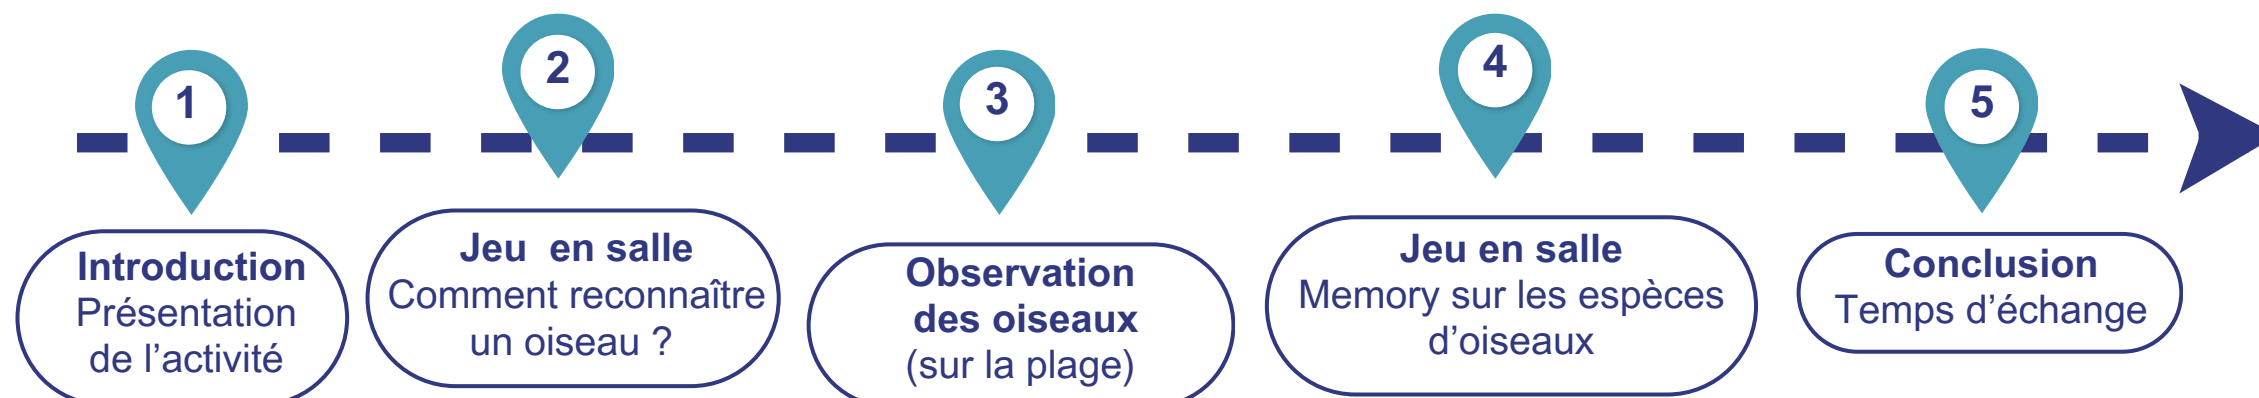 1
Introduction
Présentation
de l’activité
2
Jeu en salle
Comment reconnaître
un oiseau ?
3
Observation
des oiseaux
(sur la plage)
4
Jeu en salle
Memory sur les espèces
d’oiseaux
5
Conclusion
Temps d’échange